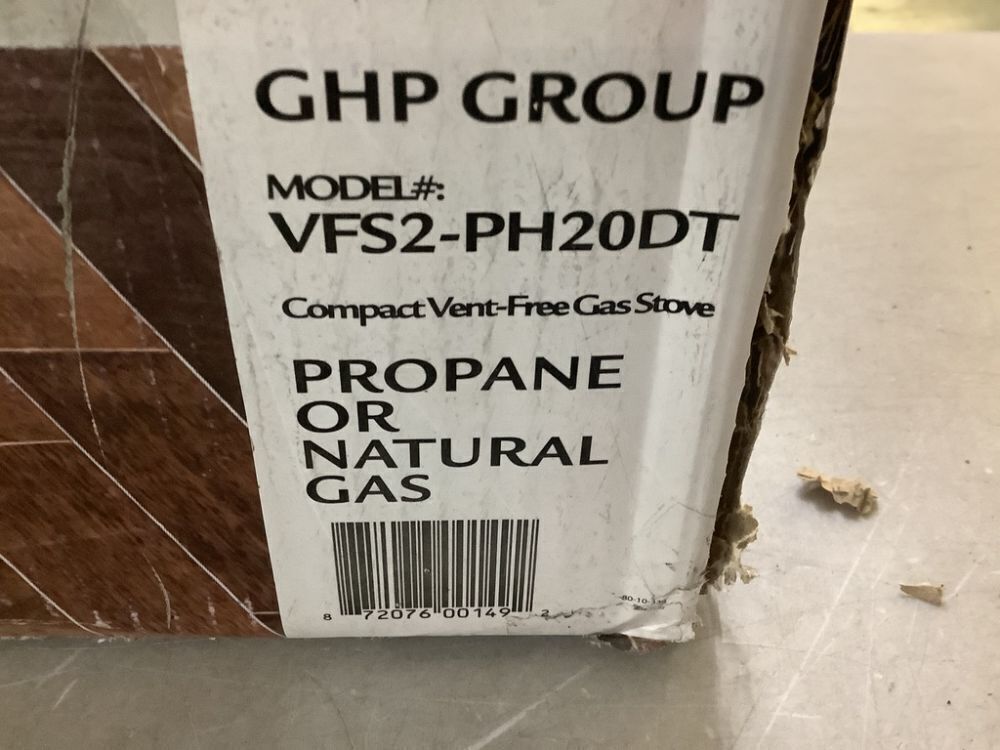 GHP GROUP
MODEL#:
VFS2-PH20DT
Compact Vent-Free Gas Stove
PROPANE
OR
NATURAL
GAS
8 72076 00149 2